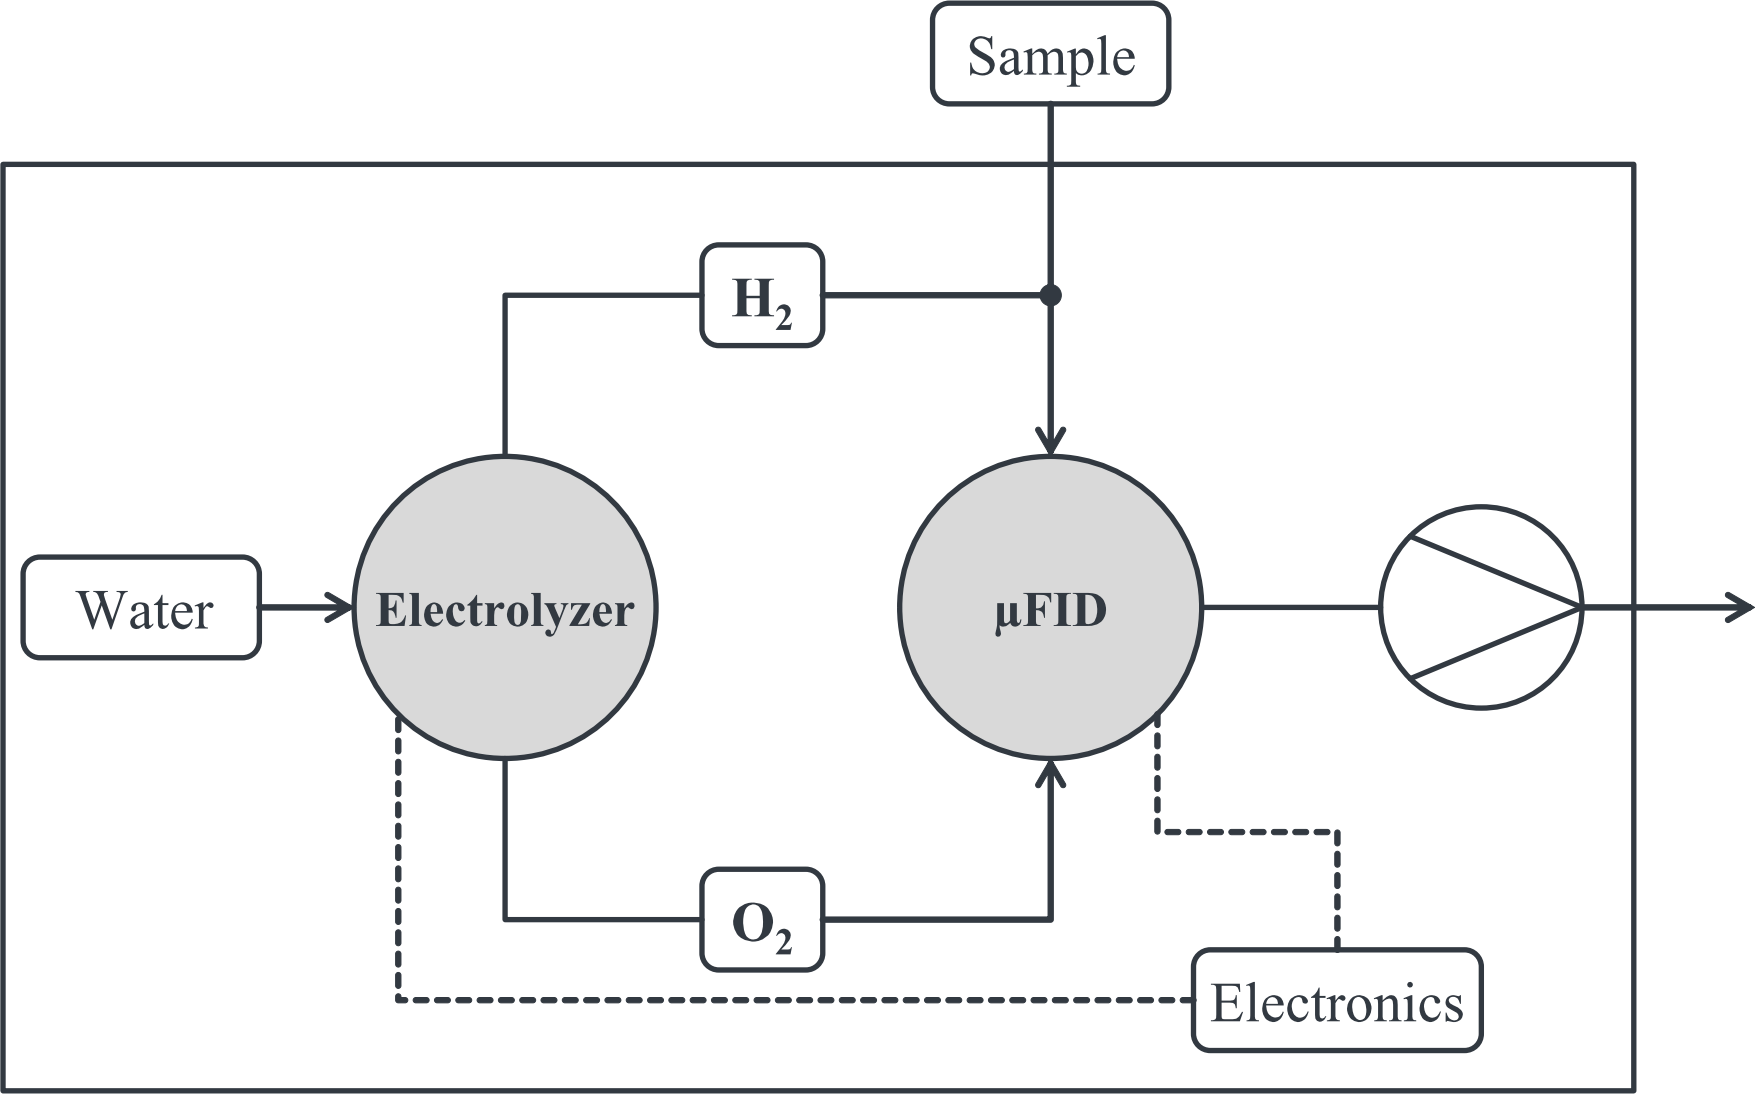 Sample
H₂
Water
Electrolyzer
µFID
O₂
Electronics